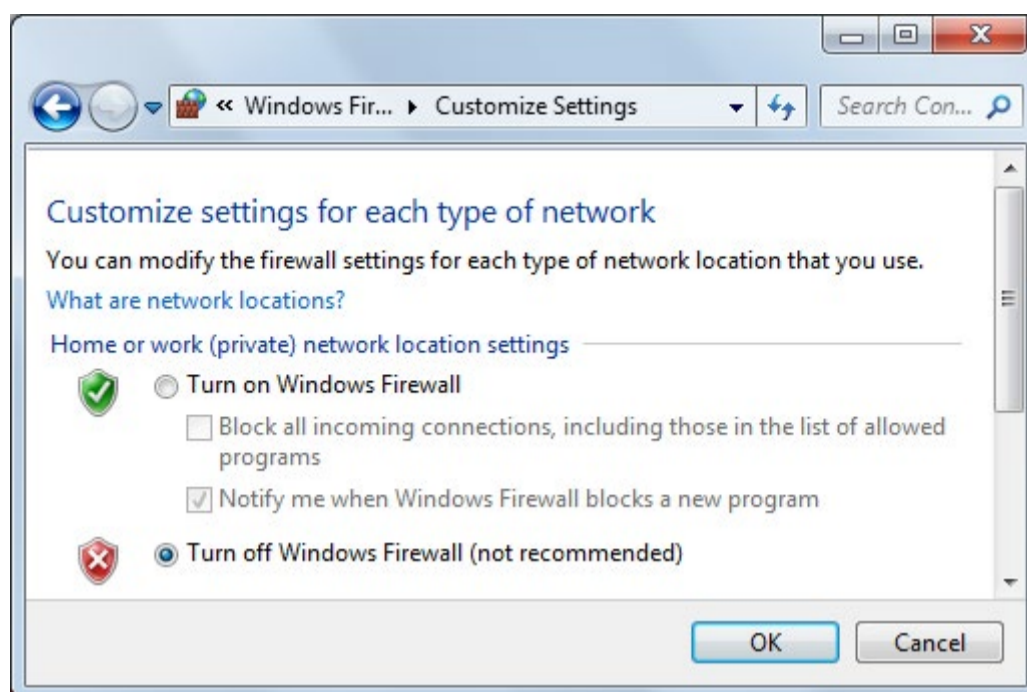 « Windows Fir... ▸ Customize Settings
Search Con...
Customize settings for each type of network
You can modify the firewall settings for each type of network location that you use.
What are network locations?
Home or work (private) network location settings
Turn on Windows Firewall
Block all incoming connections, including those in the list of allowed
programs
Notify me when Windows Firewall blocks a new program
Turn off Windows Firewall (not recommended)
OK
Cancel